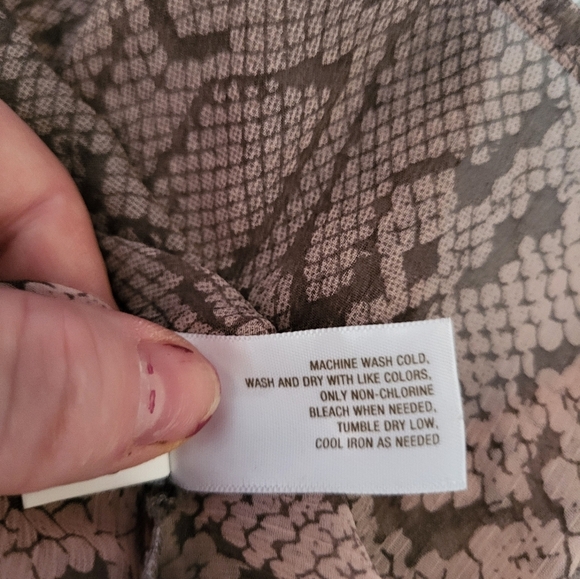 MACHINE WASH COLD,
WASH AND DRY WITH LIKE COLORS,
ONLY NON-CHLORINE
BLEACH WHEN NEEDED,
TUMBLE DRY LOW,
COOL IRON AS NEEDED